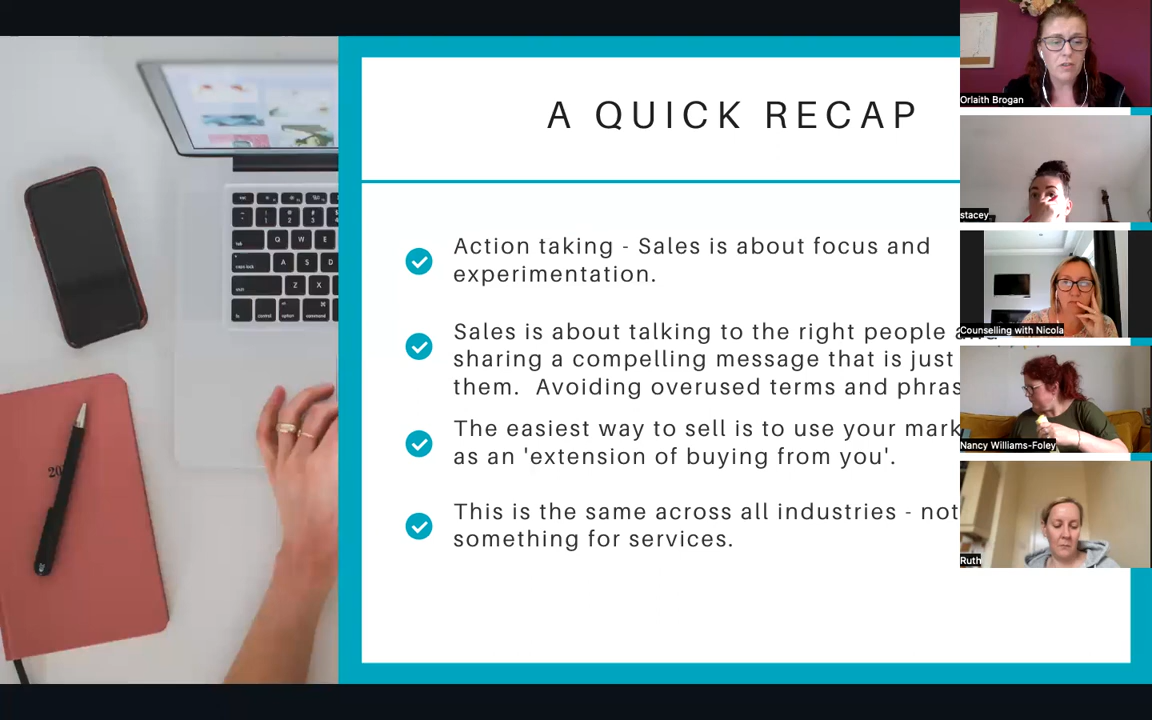 A QUICK RECAP
Action taking - Sales is about focus and
experimentation.
Sales is about talking to the right people
sharing a compelling message that is just
them. Avoiding overused terms and
The easiest way to sell is to use your
as an 'extension of buying from you'.
This is the same across all industries - not
something for services.
Orlaith Brogan
stacey
Counselling with Nicola
Nancy Williams-Foley
Ruth